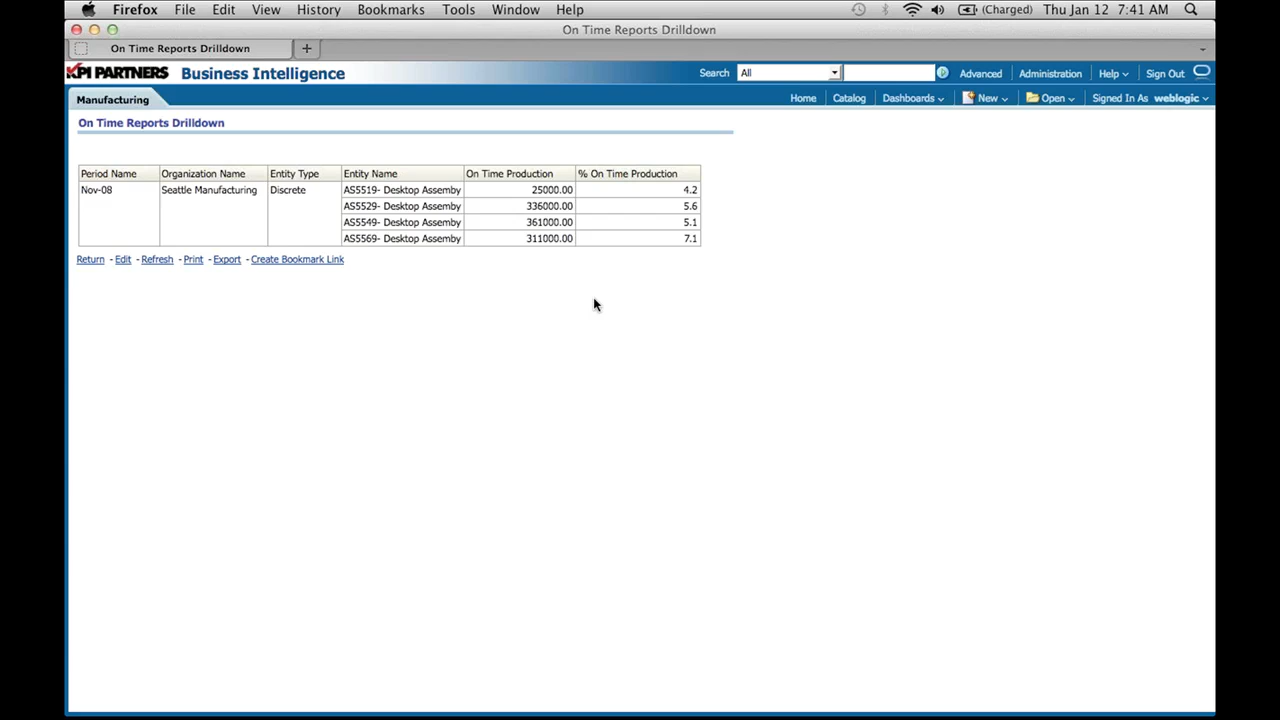 Firefox File Edit View History Bookmarks Tools Window Help (Charged) Thu Jan 12 7:41 AM
On Time Reports Drilldown
On Time Reports Drilldown +
KPI PARTNERS Business Intelligence Search All Advanced Administration Help Sign Out
Manufacturing Home Catalog Dashboards New Open Signed In As weblogic
On Time Reports Drilldown
Period Name Organization Name Entity Type Entity Name On Time Production % On Time Production
Nov-08 Seattle Manufacturing Discrete AS5519- Desktop Assemby 25000.00 4.2
AS5529- Desktop Assemby 336000.00 5.6
AS5549- Desktop Assemby 361000.00 5.1
AS5569- Desktop Assemby 311000.00 7.1
Return - Edit - Refresh - Print - Export - Create Bookmark Link